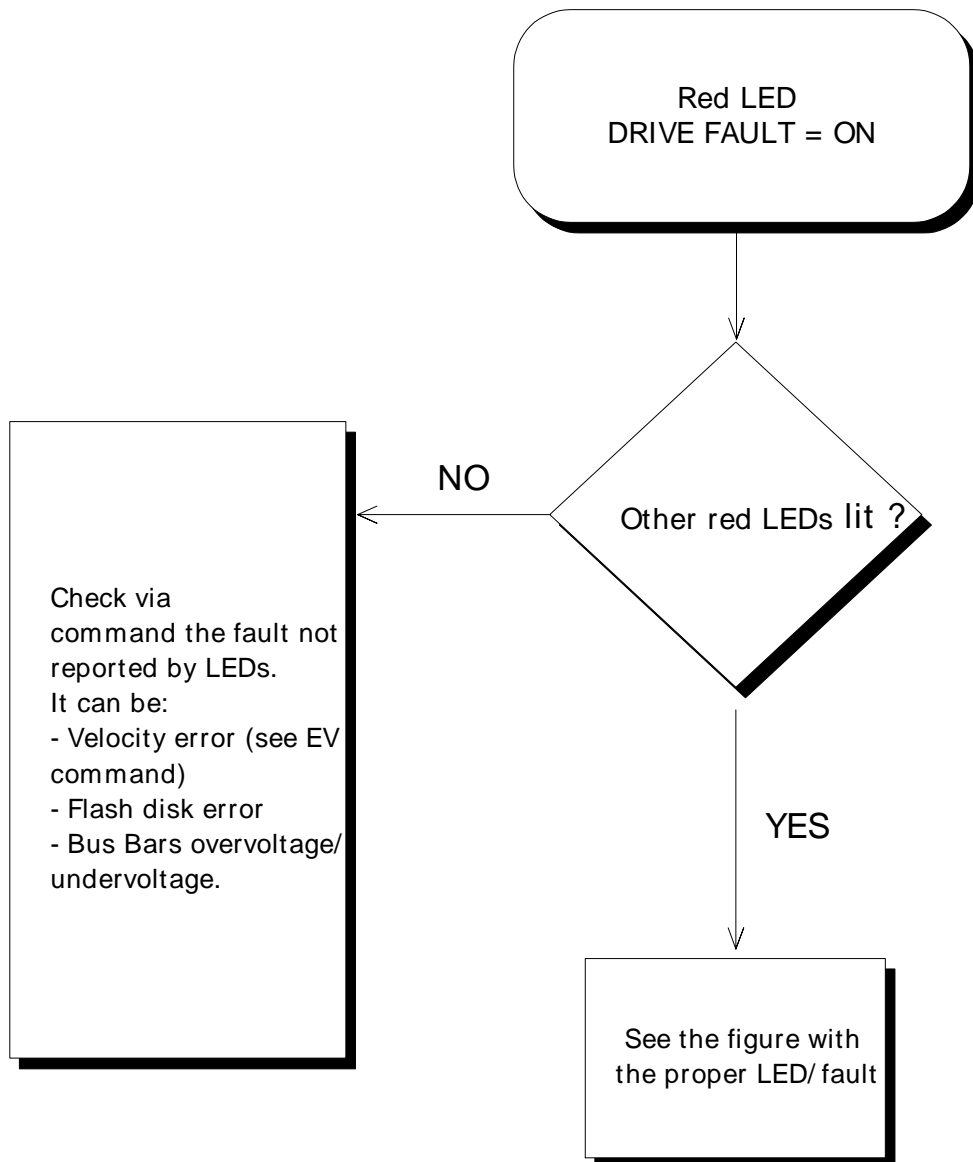 Red LED
DRIVE FAULT = ON
Other red LEDs lit ?
NO
Check via
command the fault not
reported by LEDs.
It can be:
- Velocity error (see EV
command)
- Flash disk error
- Bus Bars overvoltage/
undervoltage.
YES
See the figure with
the proper LED/ fault